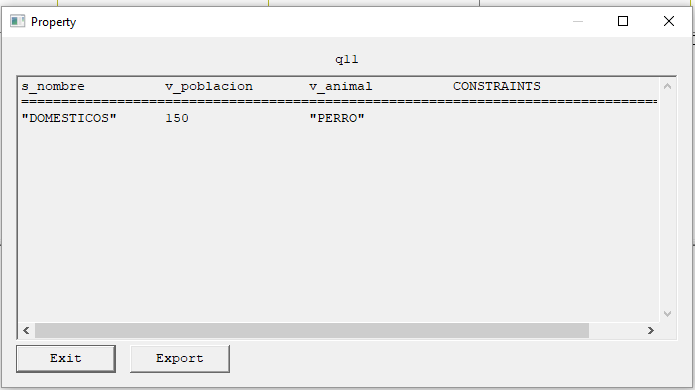 Property
q11
s_nombre v_poblacion v_animal CONSTRAINTS
================================================================================
"DOMESTICOS" 150 "PERRO"
Exit Export